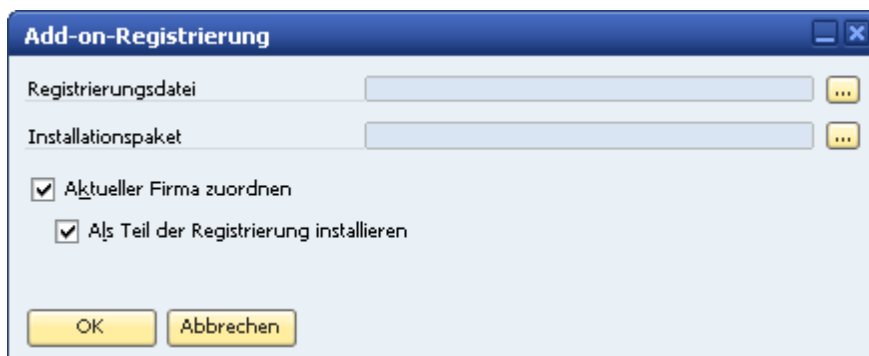 Add-on-Registrierung
Registrierungsdatei
...
Installationspaket
...
Aktueller Firma zuordnen
Als Teil der Registrierung installieren
OK Abbrechen